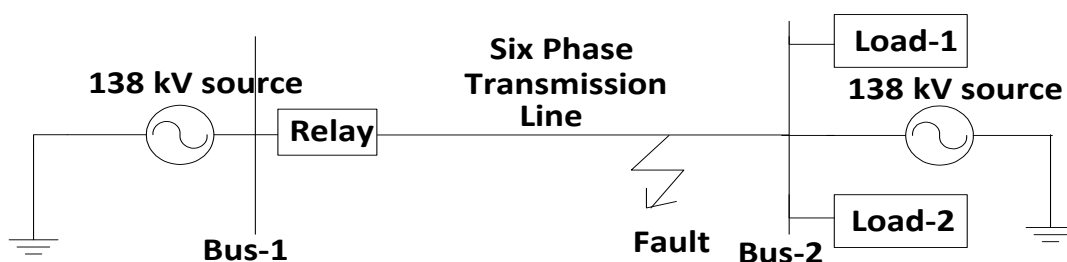 138 kV source
Relay
Bus-1
Six Phase
Transmission
Line
Fault
Bus-2
Load-1
138 kV source
Load-2